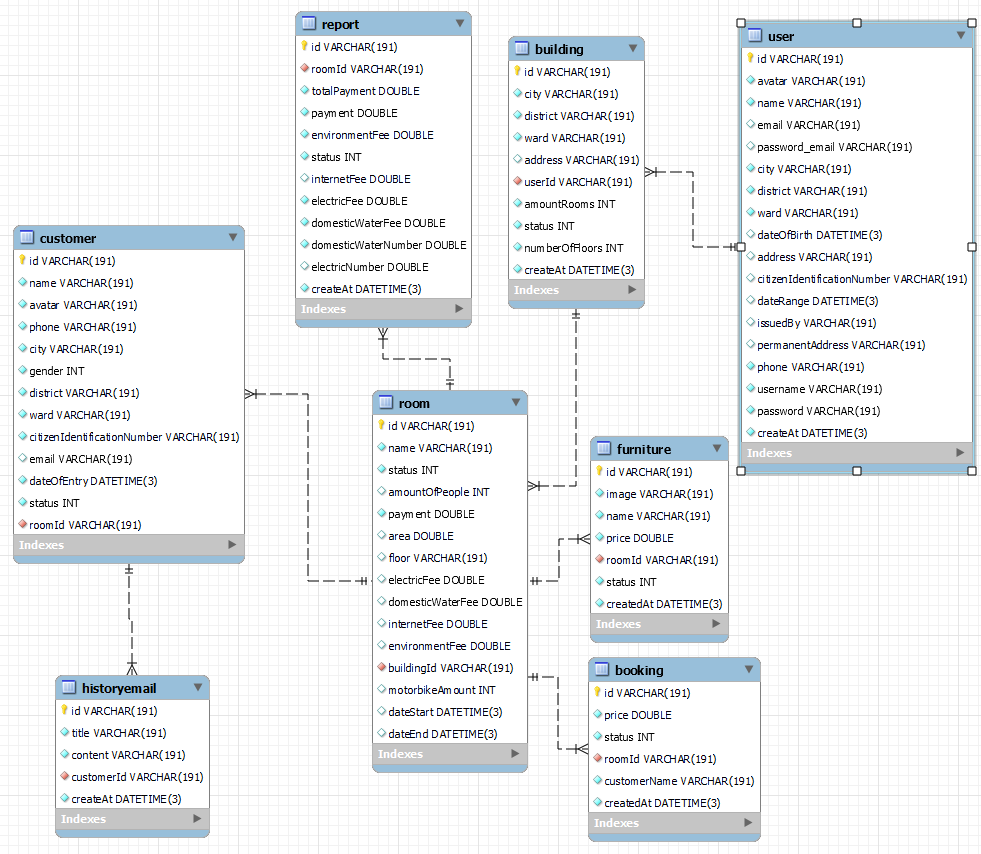 report
id VARCHAR(191)
roomId VARCHAR(191)
totalPayment DOUBLE
payment DOUBLE
environmentFee DOUBLE
status INT
internetFee DOUBLE
electricFee DOUBLE
domesticWaterFee DOUBLE
domesticWaterNumber DOUBLE
electricNumber DOUBLE
createAt DATETIME(3)
Indexes
building
id VARCHAR(191)
city VARCHAR(191)
district VARCHAR(191)
ward VARCHAR(191)
address VARCHAR(191)
userId VARCHAR(191)
amountRooms INT
status INT
numberOfFloors INT
createAt DATETIME(3)
Indexes
user
id VARCHAR(191)
avatar VARCHAR(191)
name VARCHAR(191)
email VARCHAR(191)
password_email VARCHAR(191)
city VARCHAR(191)
district VARCHAR(191)
ward VARCHAR(191)
dateOfBirth DATETIME(3)
address VARCHAR(191)
citizenIdentificationNumber VARCHAR(191)
dateRange DATETIME(3)
issuedBy VARCHAR(191)
permanentAddress VARCHAR(191)
phone VARCHAR(191)
username VARCHAR(191)
password VARCHAR(191)
createAt DATETIME(3)
Indexes
customer
id VARCHAR(191)
name VARCHAR(191)
avatar VARCHAR(191)
phone VARCHAR(191)
city VARCHAR(191)
gender INT
district VARCHAR(191)
ward VARCHAR(191)
citizenIdentificationNumber VARCHAR(191)
email VARCHAR(191)
dateOfEntry DATETIME(3)
status INT
roomId VARCHAR(191)
Indexes
room
id VARCHAR(191)
name VARCHAR(191)
status INT
amountOfPeople INT
payment DOUBLE
area DOUBLE
floor VARCHAR(191)
electricFee DOUBLE
domesticWaterFee DOUBLE
internetFee DOUBLE
environmentFee DOUBLE
buildingId VARCHAR(191)
motorbikeAmount INT
dateStart DATETIME(3)
dateEnd DATETIME(3)
Indexes
furniture
id VARCHAR(191)
image VARCHAR(191)
name VARCHAR(191)
price DOUBLE
roomId VARCHAR(191)
status INT
createdAt DATETIME(3)
Indexes
historyemail
id VARCHAR(191)
title VARCHAR(191)
content VARCHAR(191)
customerId VARCHAR(191)
createAt DATETIME(3)
Indexes
booking
id VARCHAR(191)
price DOUBLE
status INT
roomId VARCHAR(191)
customerName VARCHAR(191)
createdAt DATETIME(3)
Indexes